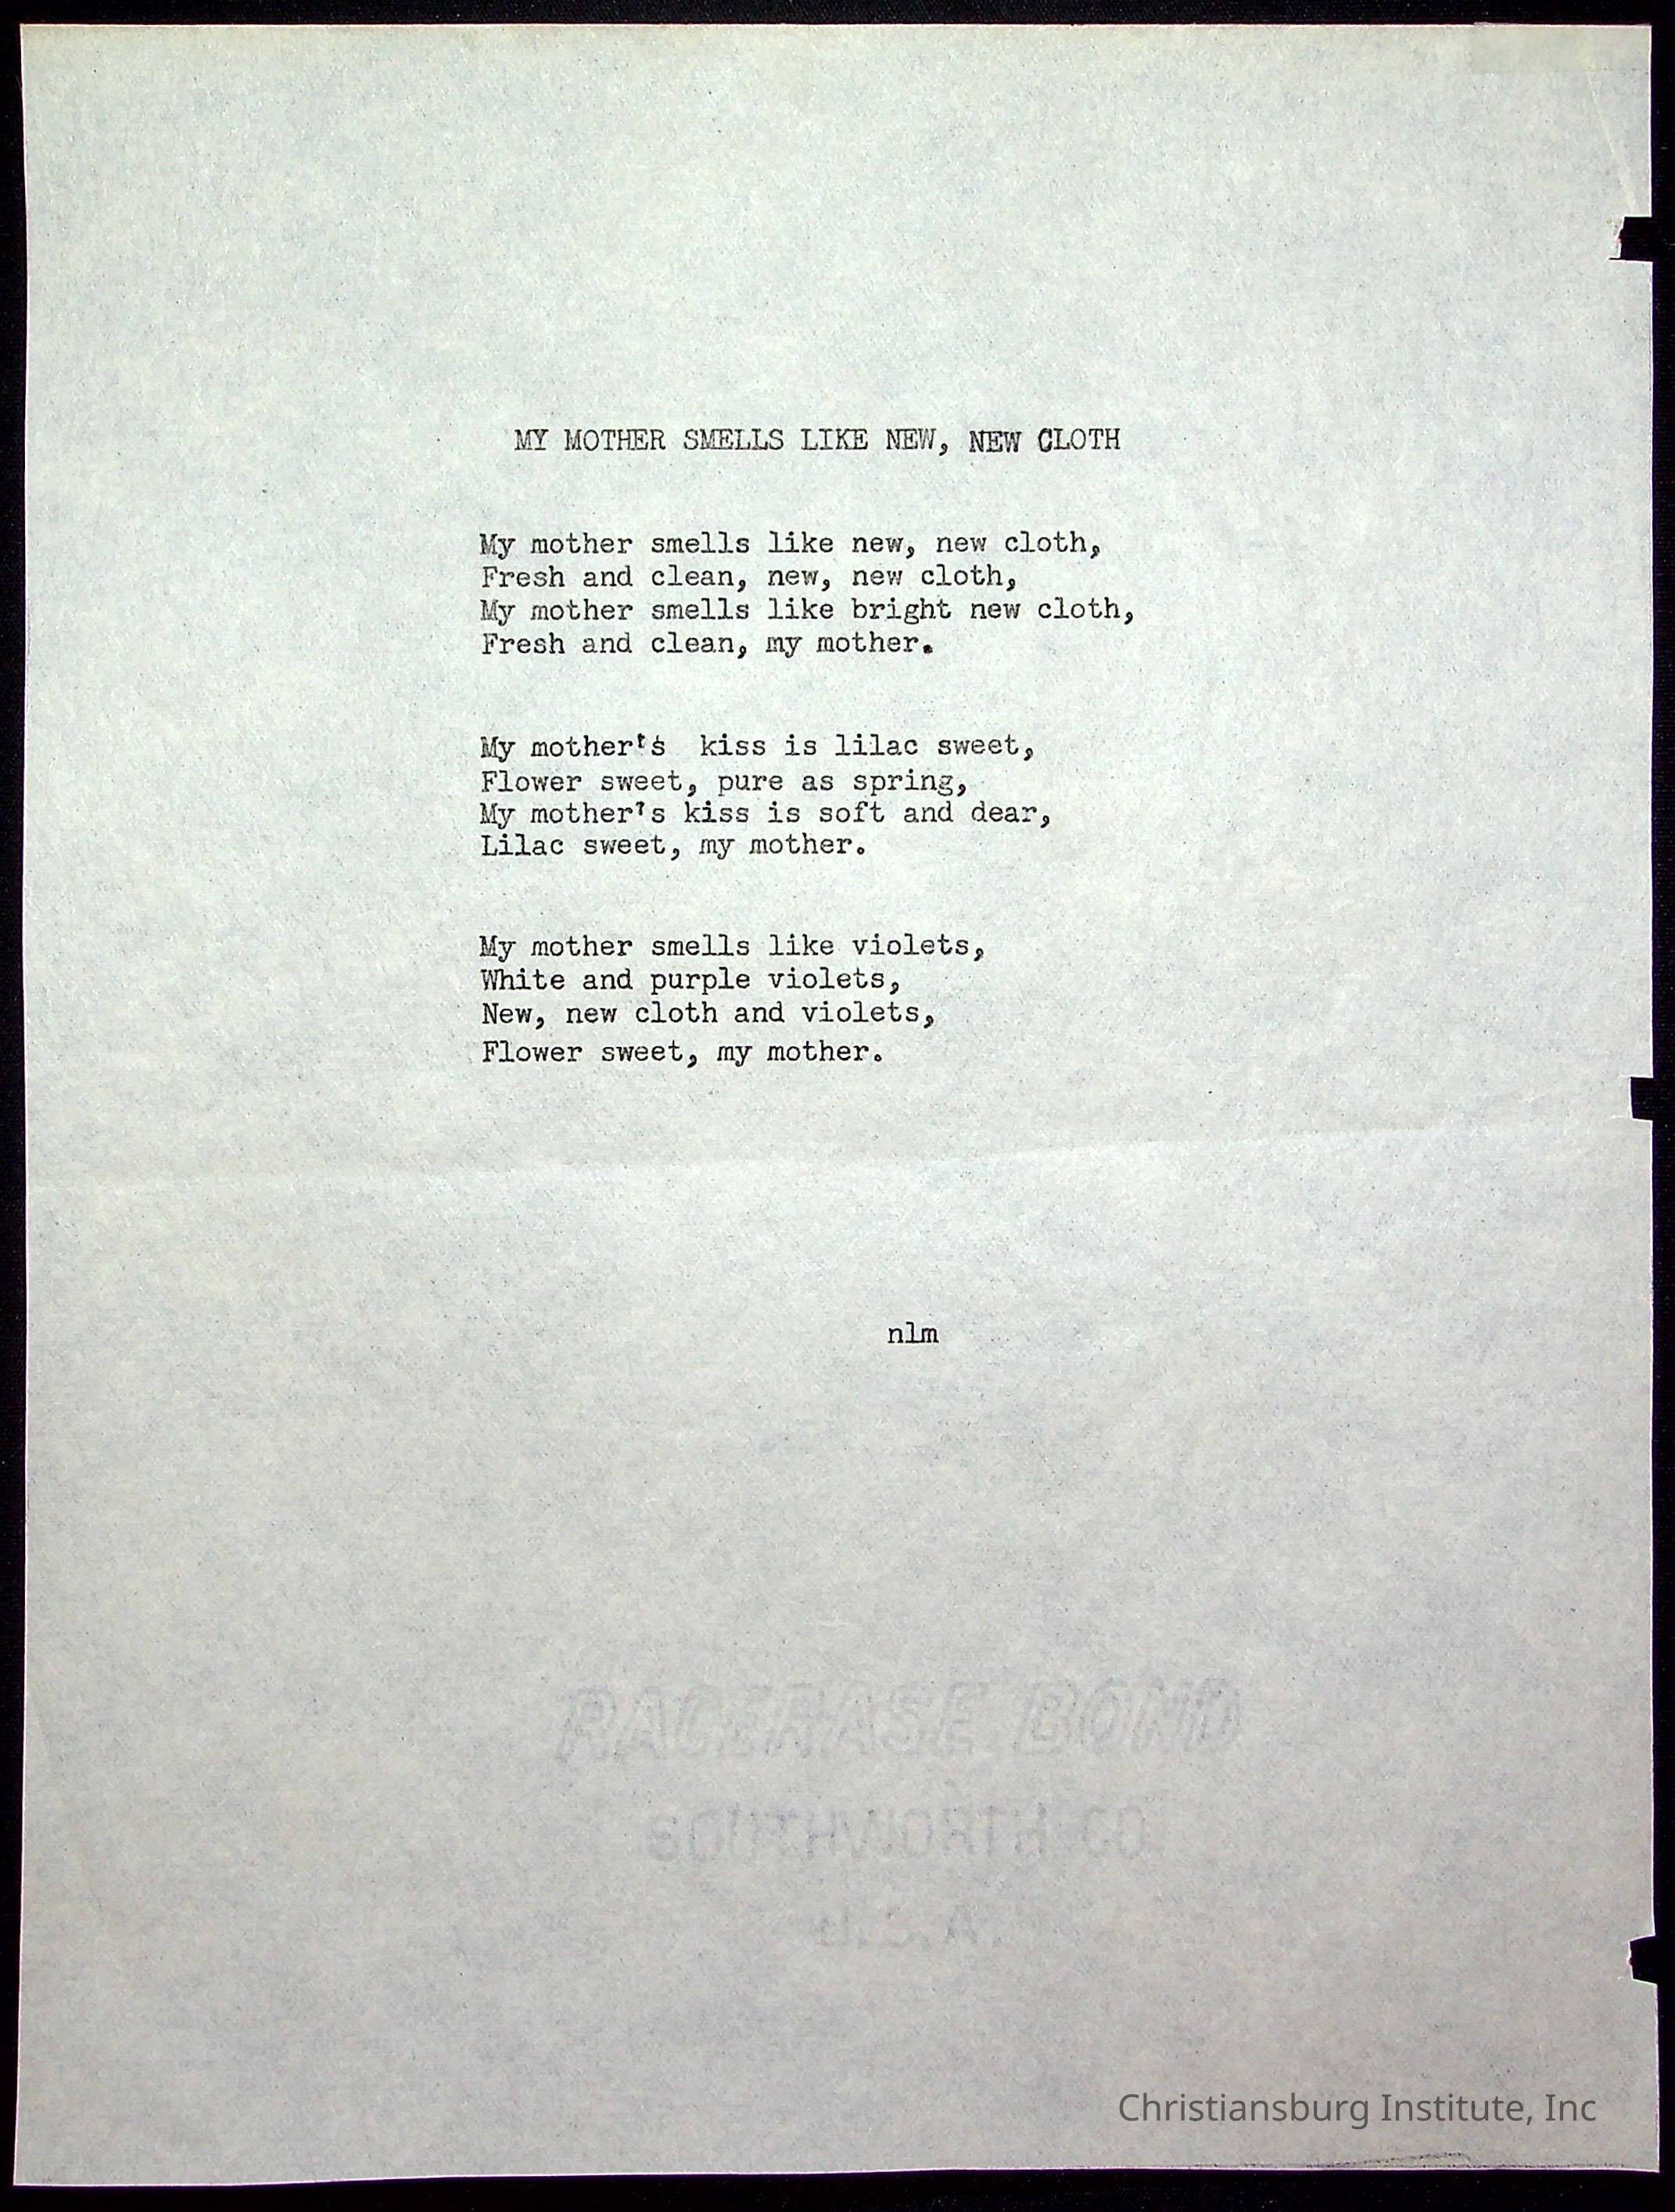 MY MOTHER SMELLS LIKE NEW, NEW CLOTH
My mother smells like new, new cloth,
Fresh and clean, new, new cloth,
My mother smells like bright new cloth,
Fresh and clean, my mother.
My mother's  kiss is lilac sweet,
Flower sweet, pure as spring,
My mother's kiss is soft and dear,
Lilac sweet, my mother.
My mother smells like violets,
White and purple violets,
New, new cloth and violets,
Flower sweet, my mother.
nlm
BOND
Christiansburg Institute, Inc